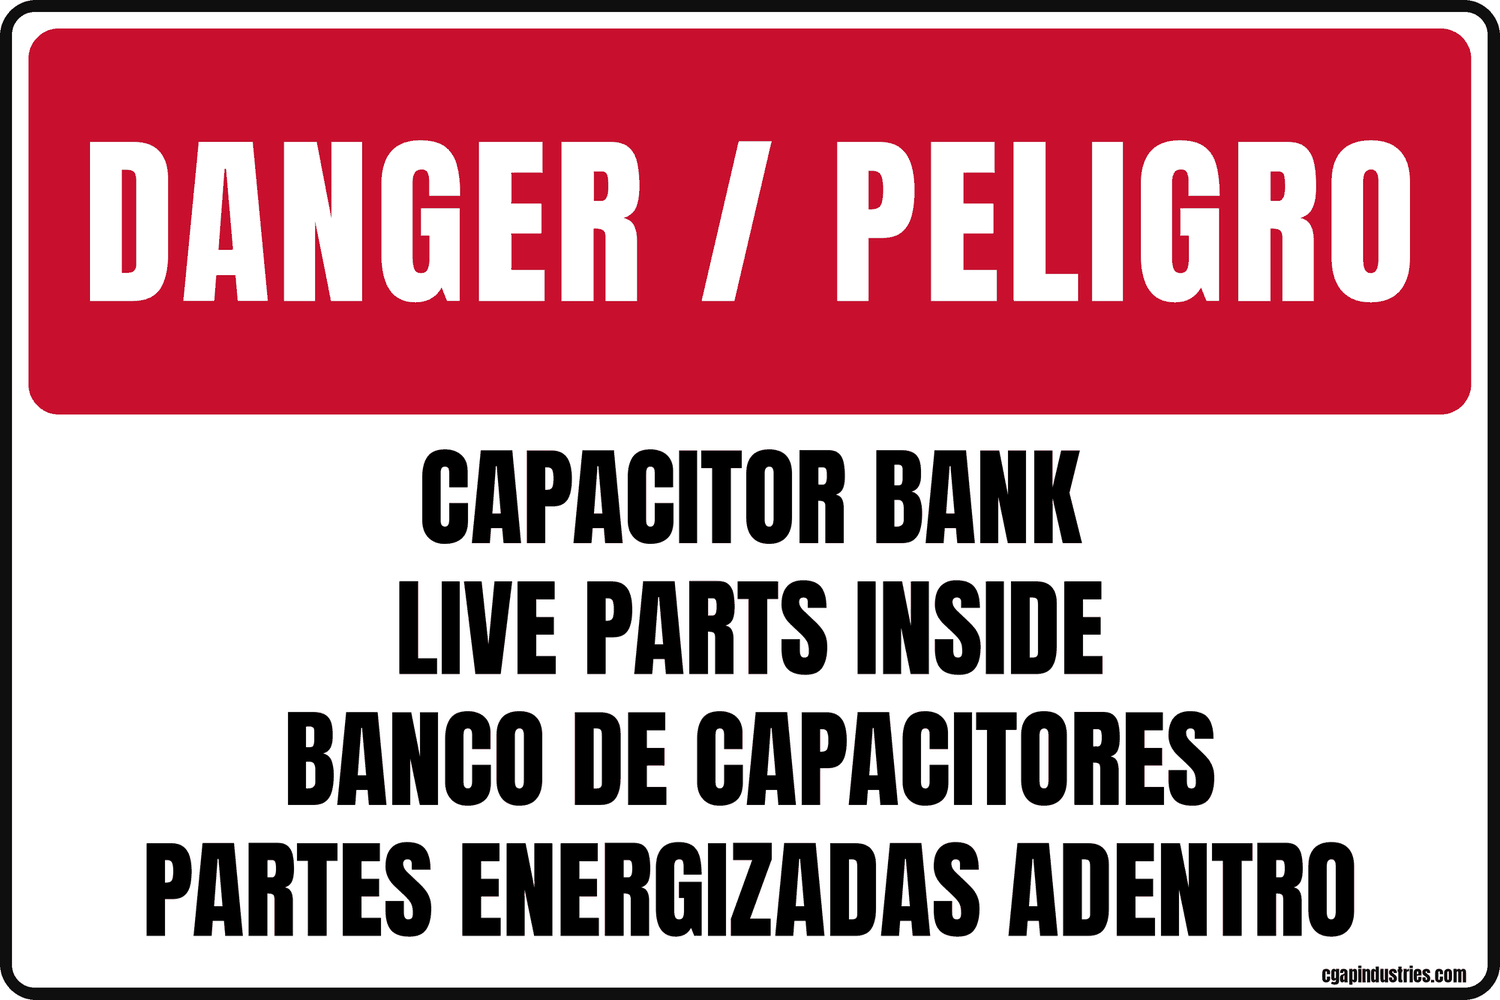 DANGER / PELIGRO
CAPACITOR BANK
LIVE PARTS INSIDE
BANCO DE CAPACITORES
PARTES ENERGIZADAS ADENTRO
cgapindustries.com